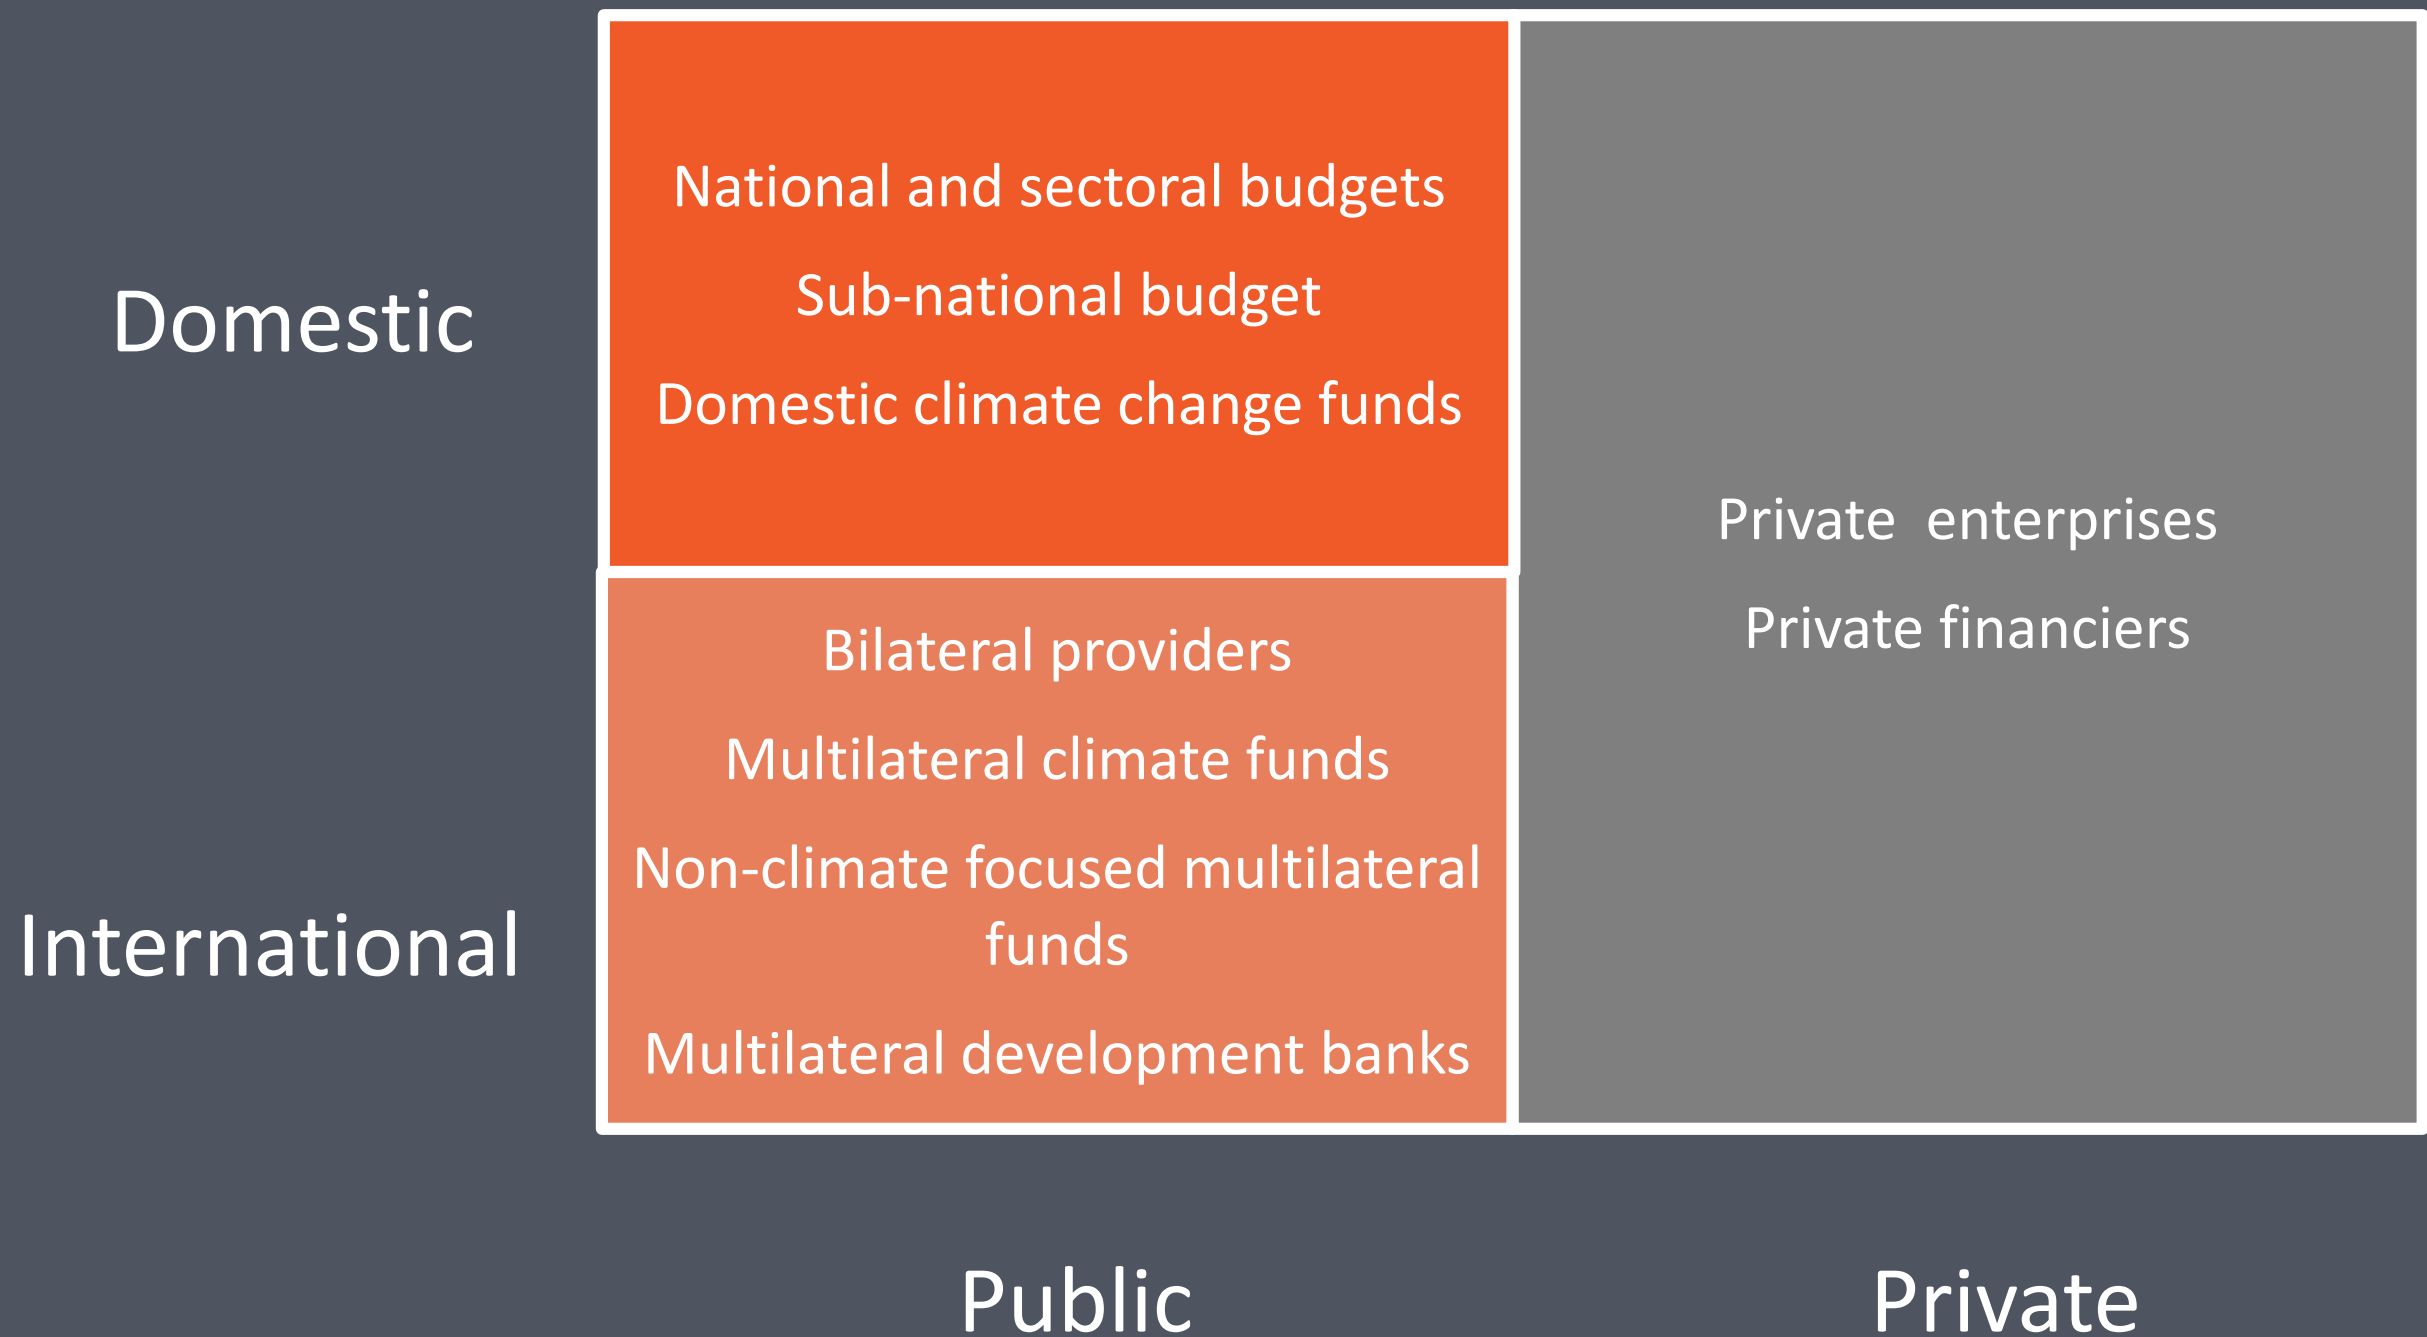 Domestic
National and sectoral budgets
Sub-national budget
Domestic climate change funds
Private  enterprises
Private financiers
International
Bilateral providers
Multilateral climate funds
Non-climate focused multilateral
funds
Multilateral development banks
Public
Private